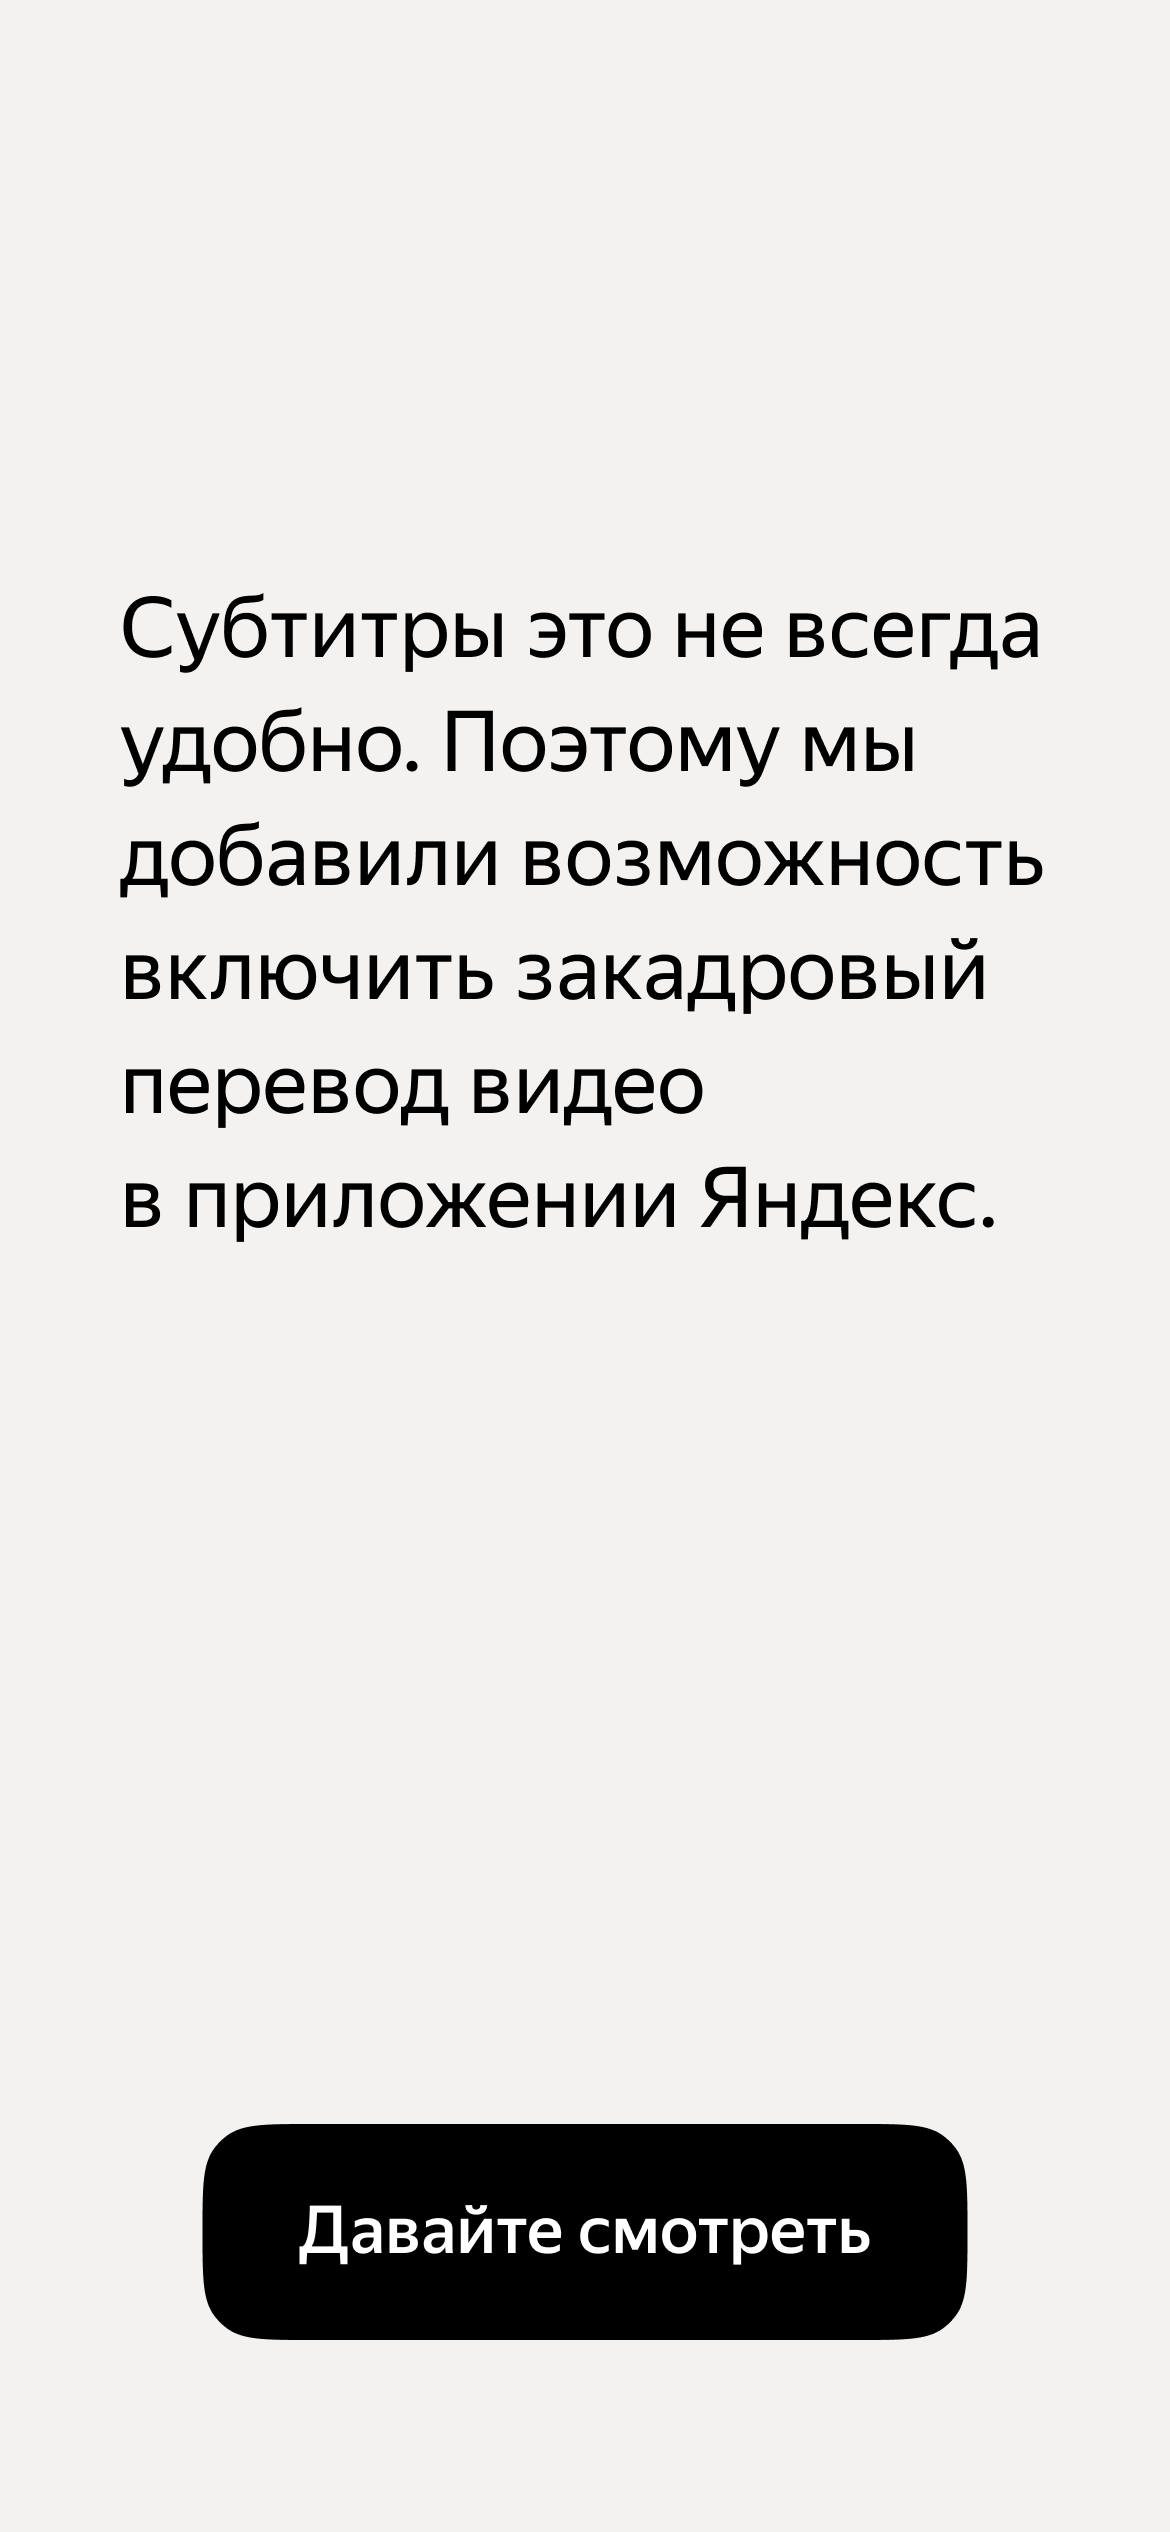 Субтитры это не всегда
удобно. Поэтому мы
добавили возможность
включить закадровый
перевод видео
в приложении Яндекс.
Давайте смотреть